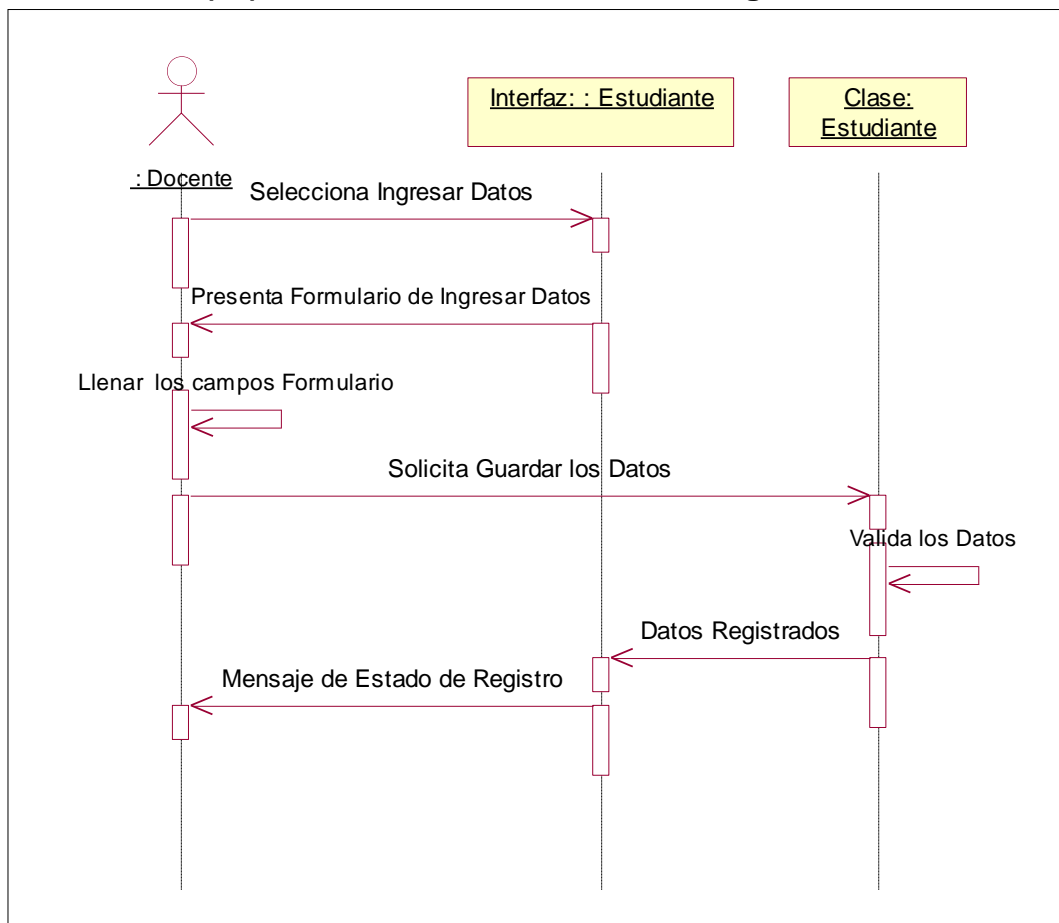 Interfaz: : Estudiante
Clase:
Estudiante
: Docente
Selecciona Ingresar Datos
Presenta Formulario de Ingresar Datos
Llenar los campos Formulario
Solicita Guardar los Datos
Valida los Datos
Datos Registrados
Mensaje de Estado de Registro